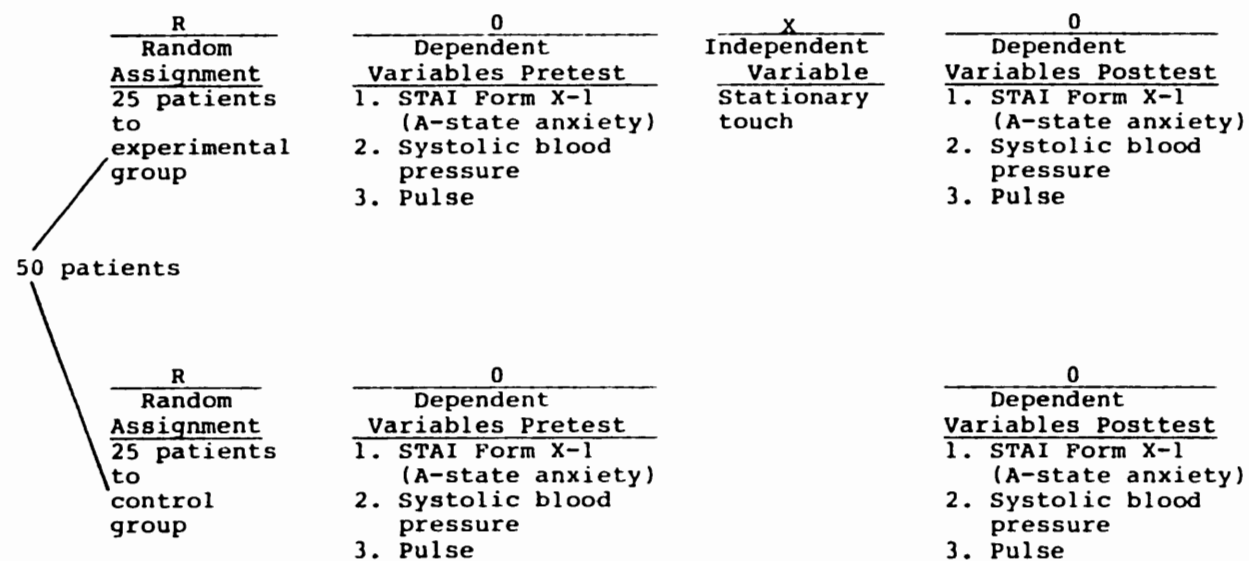 R O X O
Random Dependent Independent Dependent
Assignment Variables Pretest Variable Variables Posttest
25 patients 1. STAI Form X-1 Stationary 1. STAI Form X-1
to (A-state anxiety) touch (A-state anxiety)
experimental 2. Systolic blood 2. Systolic blood
group pressure pressure
3. Pulse 3. Pulse
50 patients
R O O
Random Dependent Dependent
Assignment Variables Pretest Variables Posttest
25 patients 1. STAI Form X-1 1. STAI Form X-1
to (A-state anxiety) (A-state anxiety)
control 2. Systolic blood 2. Systolic blood
group pressure pressure
3. Pulse 3. Pulse